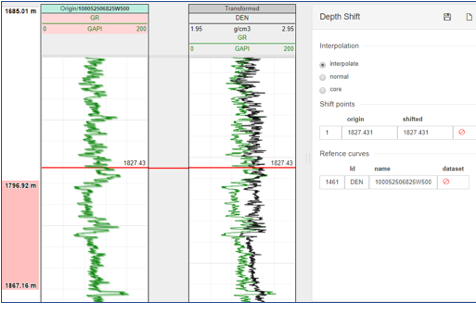 1685.01 m
Origin/100052506825W500
GR
0 GAPI 200
1827.43
1796.92 m
1867.16 m
Transformed
DEN
1.95 g/cm3 2.95
GR
0 GAPI 200
1827.43
Depth Shift
Interpolation
interpolate
normal
core
Shift points
origin shifted
1 1827.431 1827.431
Refence curves
Id name dataset
1461 DEN 100052506825W500